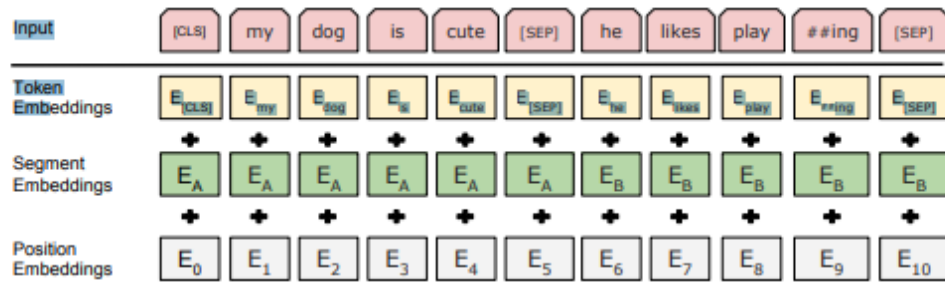 Input [CLS] my dog is cute [SEP] he likes play ##ing [SEP]
Token
Embeddings E[CLS] Emy Edog Eis Ecute E[SEP] Ehe Elikes Eplay E##ing E[SEP]
+ + + + + + + + + + +
Segment
Embeddings EA EA EA EA EA EA EB EB EB EB EB
+ + + + + + + + + + +
Position
Embeddings E0 E1 E2 E3 E4 E5 E6 E7 E8 E9 E10